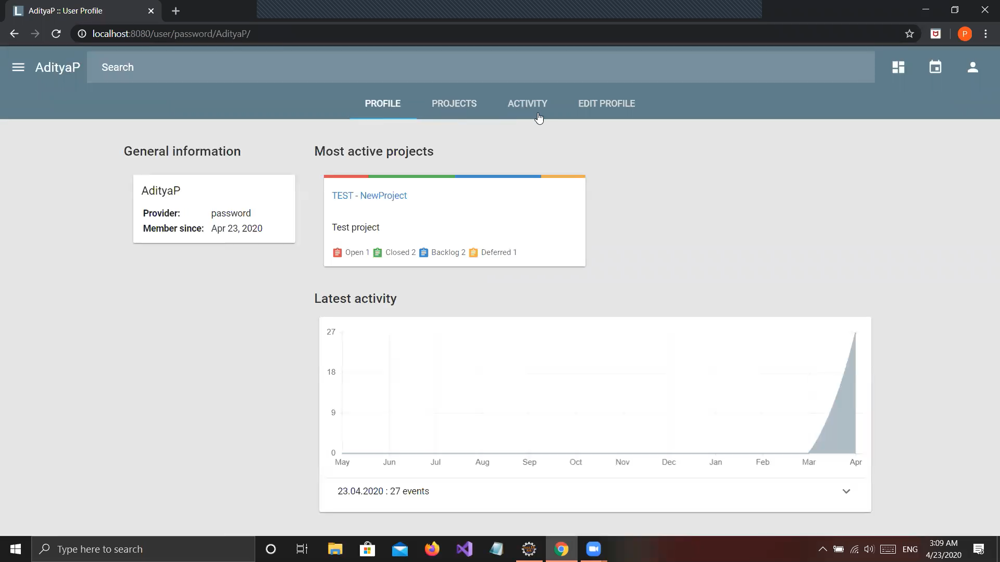 AdityaP :: User Profile
localhost:8080/user/password/AdityaP/
P
AdityaP
Search
PROFILE
PROJECTS
ACTIVITY
EDIT PROFILE
General information
AdityaP
Provider: password
Member since: Apr 23, 2020
Most active projects
TEST - NewProject
Test project
Open 1 Closed 2 Backlog 2 Deferred 1
Latest activity
27
18
9
0
May Jun Jul Aug Sep Oct Nov Dec Jan Feb Mar Apr
23.04.2020 : 27 events
Type here to search
ENG
3:09 AM
4/23/2020